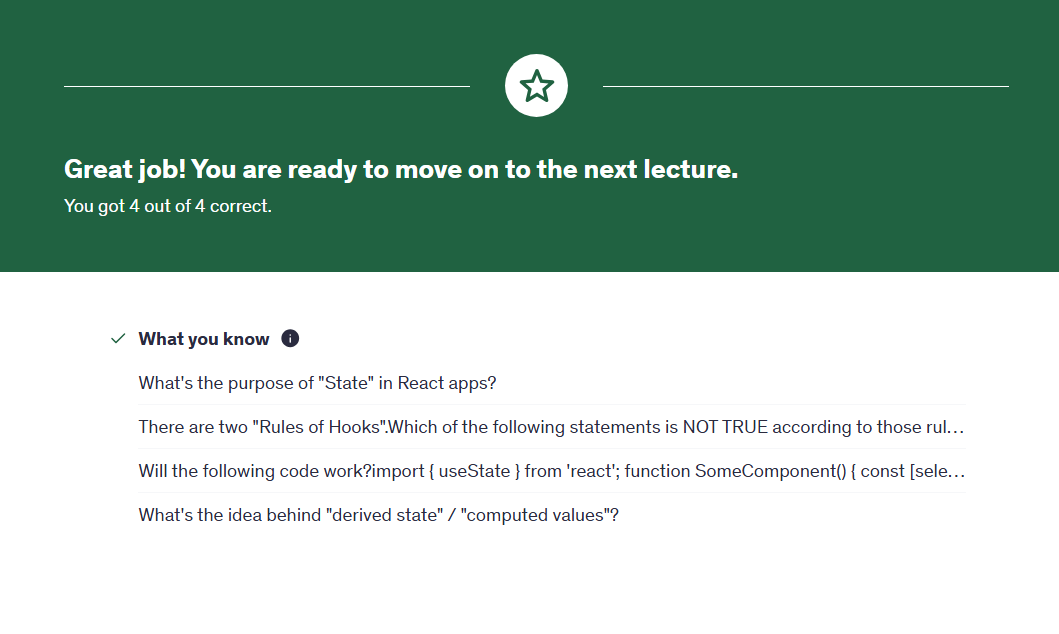 Great job! You are ready to move on to the next lecture.
You got 4 out of 4 correct.
What you know
What's the purpose of "State" in React apps?
There are two "Rules of Hooks".Which of the following statements is NOT TRUE according to those rul…
Will the following code work?import { useState } from 'react'; function SomeComponent() { const [sele…
What's the idea behind "derived state" / "computed values"?